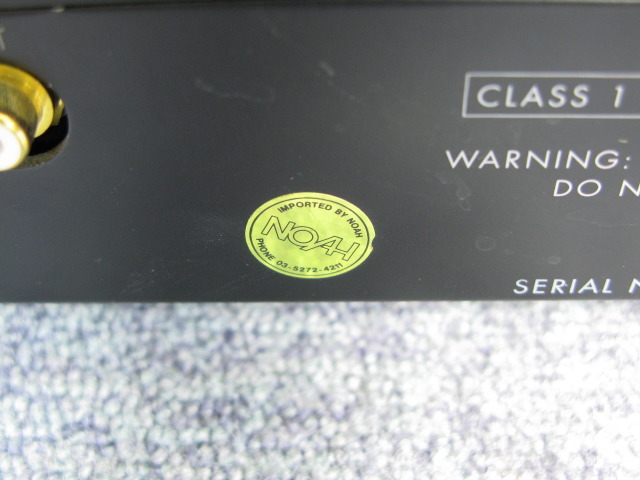 T
CLASS 1
WARNING:
DO N
IMPORTED BY NOAH
NOAH
PHONE 03-5272-4211
SERIAL N